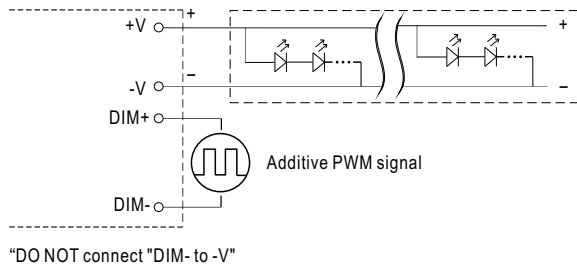 +V
+
+
-V
−
−
DIM+
Additive PWM signal
DIM-
“DO NOT connect "DIM- to -V"